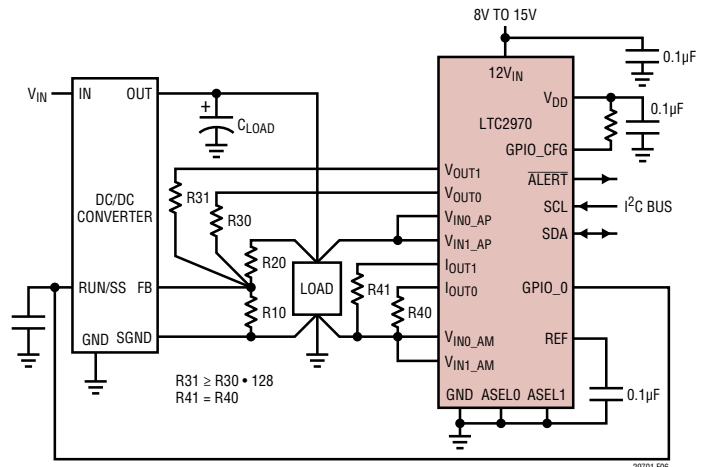 8V TO 15V
0.1µF
12VIN
VIN
IN
OUT
VDD
0.1µF
+
CLOAD
LTC2970
GPIO_CFG
VOUT1
R31
ALERT
VOUT0
DC/DC
CONVERTER
R30
SCL
I2C BUS
VIN0_AP
R20
VIN1_AP
SDA
IOUT1
LOAD
R41
RUN/SS
FB
IOUT0
GPIO_0
R10
R40
GND
SGND
VIN0_AM
REF
VIN1_AM
R31 ≥ R30 • 128
R41 = R40
GND
ASEL0
ASEL1
0.1µF
29701 F06